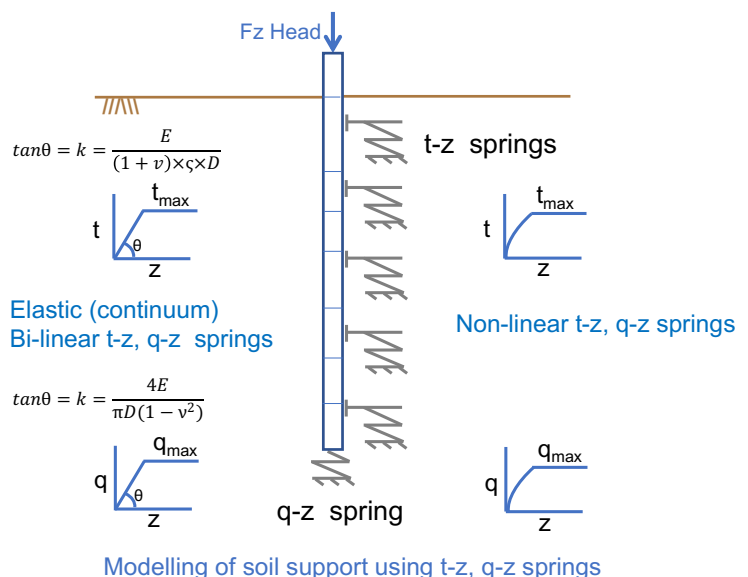 Fz Head
tanθ = k = E / (1 + v)×ς×D
t-z springs
t
tmax
θ
z
t
tmax
z
Elastic (continuum)
Bi-linear t-z, q-z springs
Non-linear t-z, q-z springs
tanθ = k = 4E / πD(1 − v²)
q
qmax
θ
z
q
qmax
z
q-z spring
Modelling of soil support using t-z, q-z springs